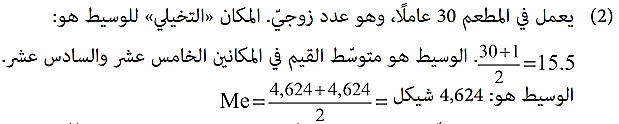 (2) يعمل في المطعم 30 عاملًا، وهو عدد زوجيّ. المكان «التخيلي» للوسيط هو:
30+1/2=15.5. الوسيط هو متوسّط القيم في المكانين الخامس عشر والسادس عشر.
الوسيط هو: 4,624 شيكل = Me=4,624+4,624/2